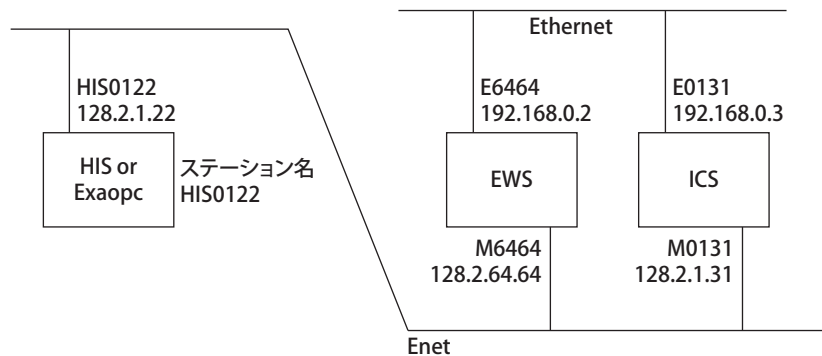 Ethernet
HIS0122
128.2.1.22
HIS or
Exaopc
ステーション名
HIS0122
E6464
192.168.0.2
E0131
192.168.0.3
EWS
ICS
M6464
128.2.64.64
M0131
128.2.1.31
Enet